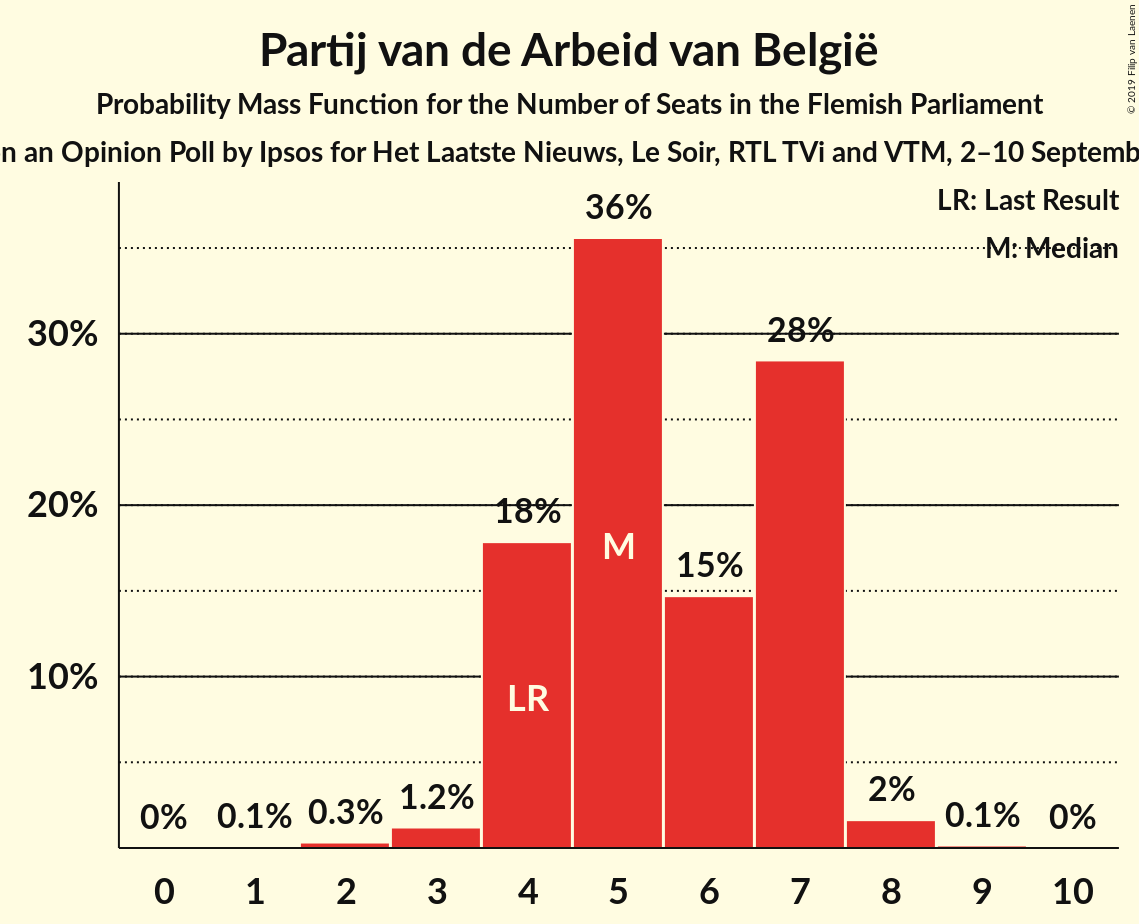 Partij van de Arbeid van België
Probability Mass Function for the Number of Seats in the Flemish Parliament
n an Opinion Poll by Ipsos for Het Laatste Nieuws, Le Soir, RTL TVi and VTM, 2–10 Septemb
© 2019 Filip van Laenen
LR: Last Result
M: Median
36%
30%
28%
20%
18%
M
15%
10%
LR
0%
0.1%
0.3%
1.2%
2%
0.1%
0%
0 1 2 3 4 5 6 7 8 9 10